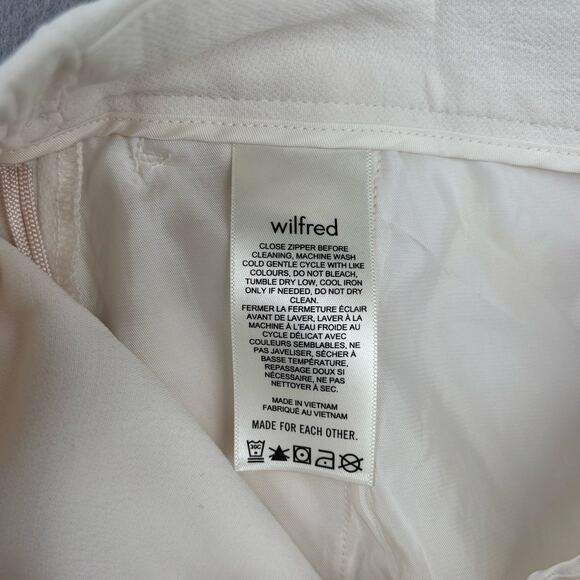 wilfred
CLOSE ZIPPER BEFORE
CLEANING, MACHINE WASH
COLD GENTLE CYCLE WITH LIKE
COLOURS, DO NOT BLEACH,
TUMBLE DRY LOW, COOL IRON
ONLY IF NEEDED, DO NOT DRY
CLEAN.
FERMER LA FERMETURE ÉCLAIR
AVANT DE LAVER, LAVER À LA
MACHINE À L'EAU FROIDE AU
CYCLE DÉLICAT AVEC
COULEURS SEMBLABLES, NE
PAS JAVELISER, SÉCHER À
BASSE TEMPÉRATURE,
REPASSAGE DOUX SI
NÉCESSAIRE, NE PAS
NETTOYER À SEC.
MADE IN VIETNAM
FABRIQUÉ AU VIETNAM
MADE FOR EACH OTHER.
30C